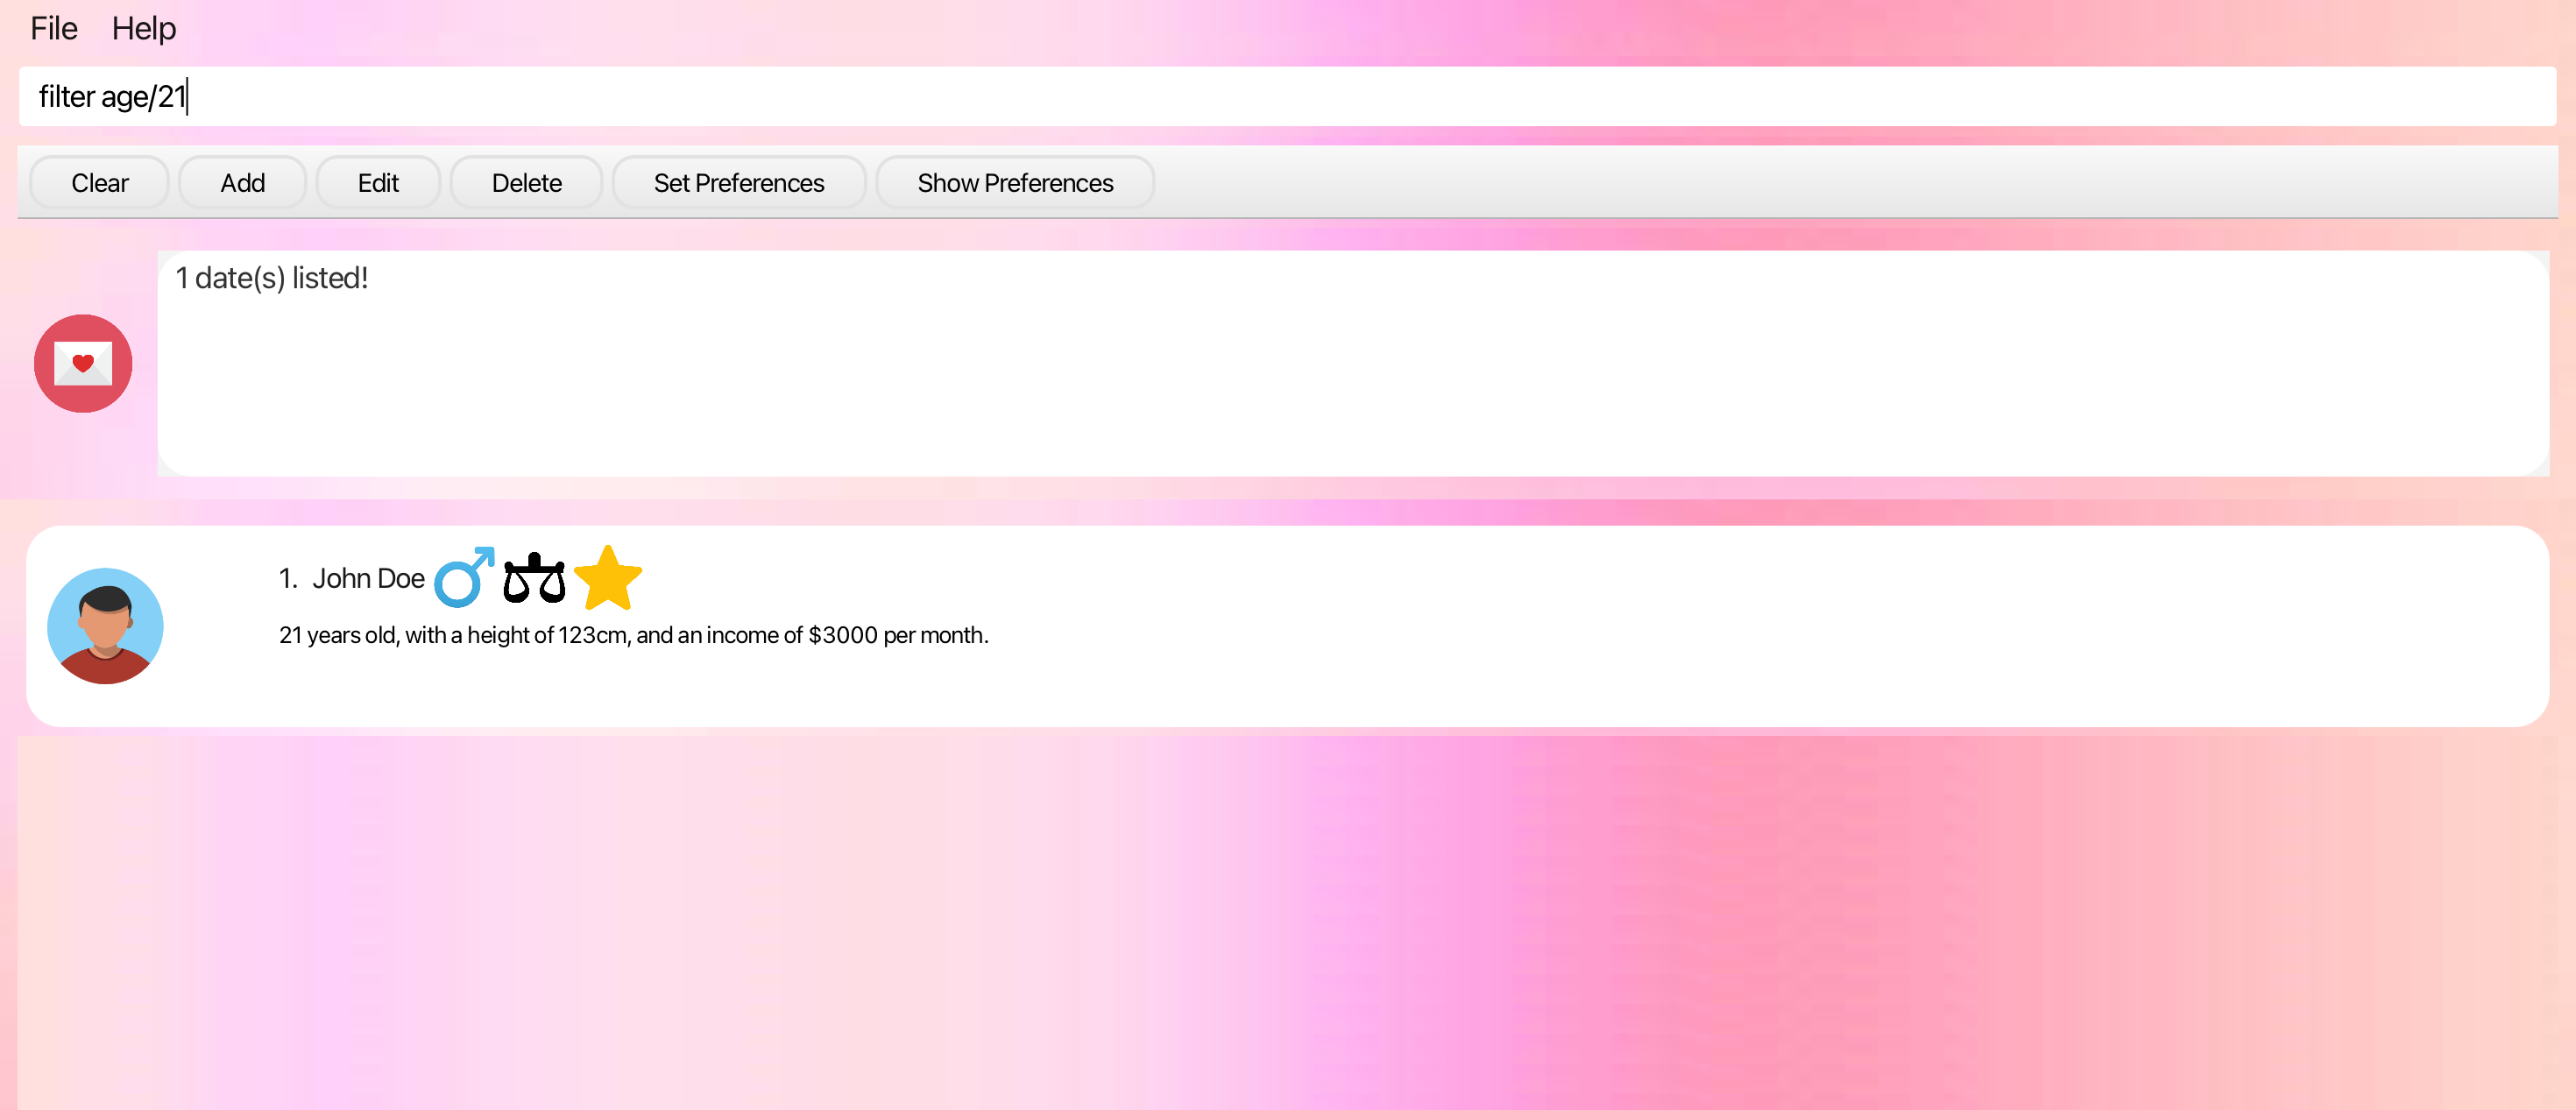 File Help
filter age/21
Clear Add Edit Delete Set Preferences Show Preferences
1 date(s) listed!
1. John Doe
21 years old, with a height of 123cm, and an income of $3000 per month.